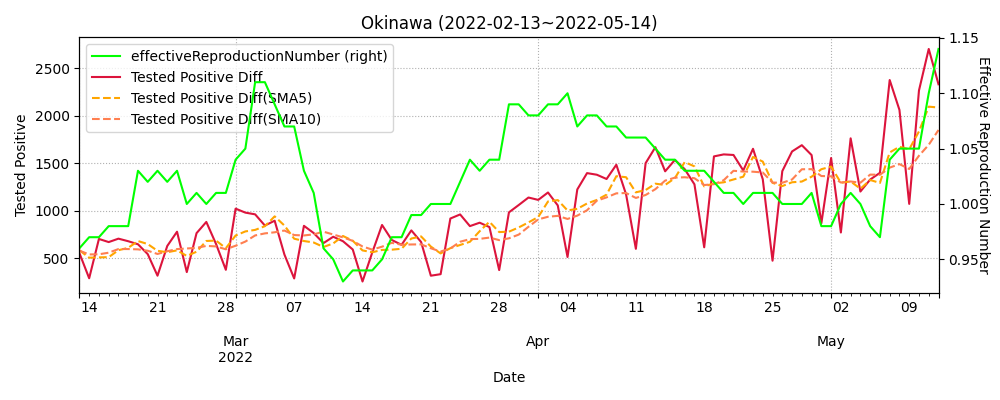 Okinawa (2022-02-13~2022-05-14)
effectiveReproductionNumber (right)
Tested Positive Diff
Tested Positive Diff(SMA5)
Tested Positive Diff(SMA10)
Tested Positive
2500
2000
1500
1000
500
1.15
1.10
1.05
1.00
0.95
Effective Reproduction Number
14 21 28 07 14 21 28 04 11 18 25 02 09
Mar Apr May
2022
Date